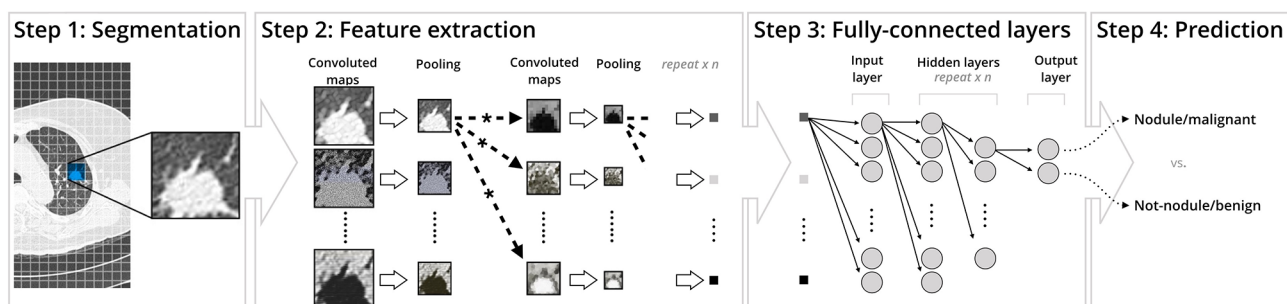 Step 1: Segmentation
Step 2: Feature extraction
Convoluted
maps
Pooling
Convoluted
maps
Pooling
repeat x n
*
*
*
Step 3: Fully-connected layers
Input
layer
Hidden layers
repeat x n
Output
layer
Step 4: Prediction
Nodule/malignant
vs.
Not-nodule/benign